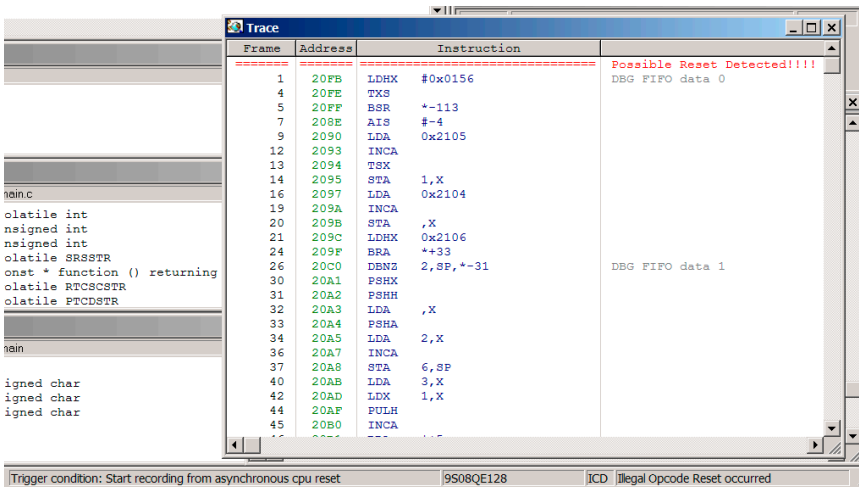 Trace
Frame Address Instruction
======= ======= =============================== Possible Reset Detected!!!!
1 20FB LDHX #0x0156 DBG FIFO data 0
4 20FE TXS
5 20FF BSR *-113
7 208E AIS #-4
9 2090 LDA 0x2105
12 2093 INCA
13 2094 TSX
14 2095 STA 1,X
16 2097 LDA 0x2104
19 209A INCA
20 209B STA ,X
21 209C LDHX 0x2106
24 209F BRA *+33
26 20C0 DBNZ 2,SP,*-31 DBG FIFO data 1
30 20A1 PSHX
31 20A2 PSHH
32 20A3 LDA ,X
33 20A4 PSHA
34 20A5 LDA 2,X
36 20A7 INCA
37 20A8 STA 6,SP
40 20AB LDA 3,X
42 20AD LDX 1,X
44 20AF PULH
45 20B0 INCA
main.c
olatile int
nsigned int
nsigned int
olatile SRSSTR
onst * function () returning
olatile RTCSCSTR
olatile PTCDSTR
main
igned char
igned char
igned char
Trigger condition: Start recording from asynchronous cpu reset 9S08QE128 ICD Illegal Opcode Reset occurred